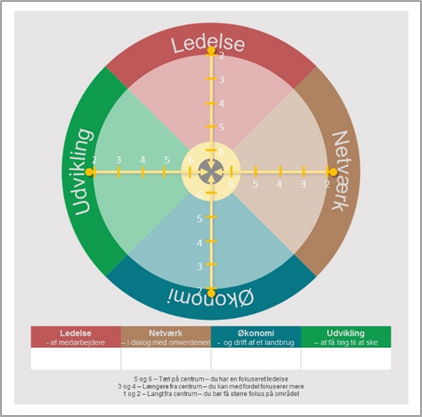 Ledelse
2
3
4
5
Udvikling
2 3 4 5 6
6 5 4 3 2
Netværk
5
4
3
2
Økonomi
Ledelse Netværk Økonomi Udvikling
- af medarbejdere – i dialog med omverdenen - og drift af et landbrug - at få ting til at ske
5 og 6 – Tæt på centrum – du har en fokuseret ledelse
3 og 4 – Længere fra centrum – du kan med fordel fokuserer mere
1 og 2 – Langt fra centrum – du bør få større fokus på området